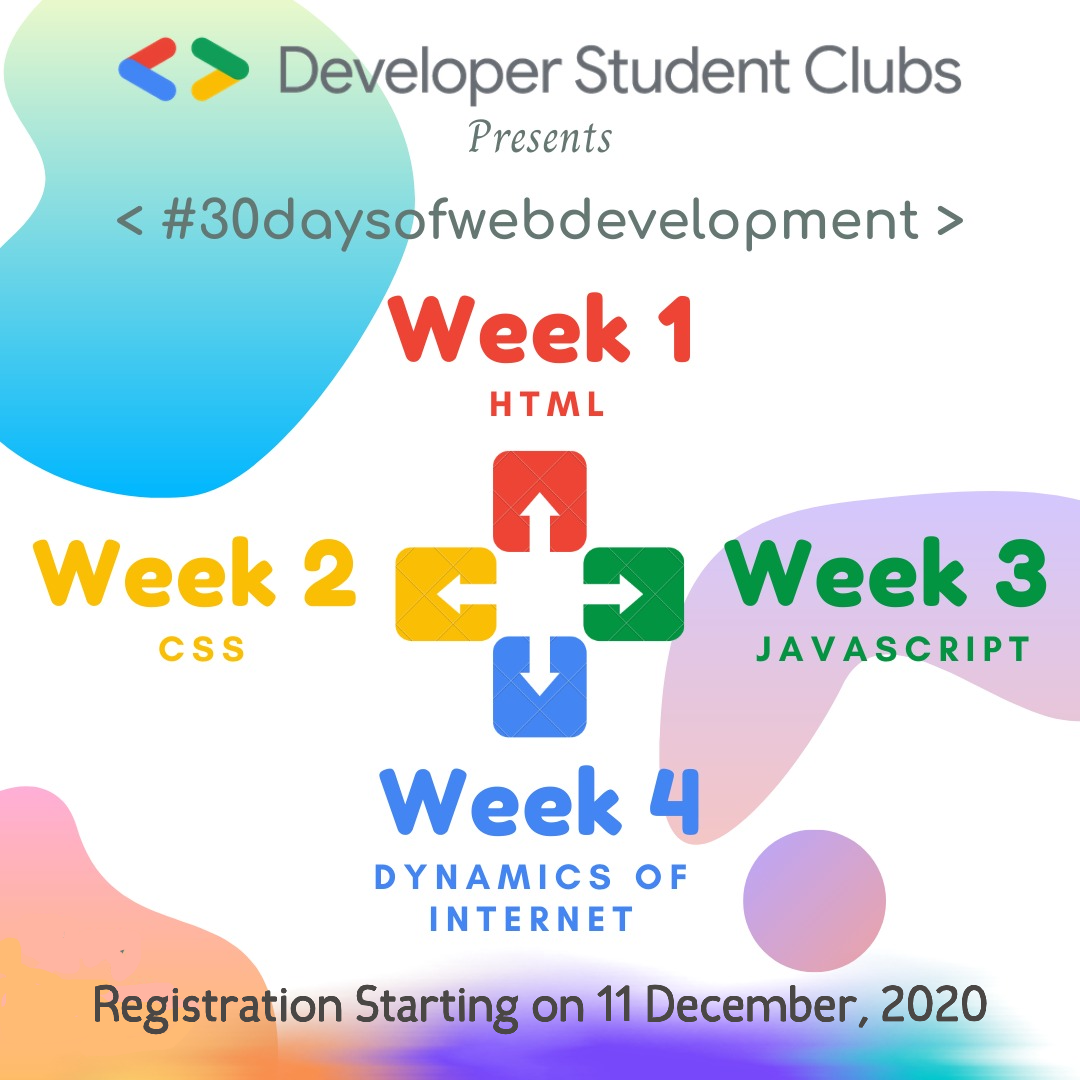 Developer Student Clubs
Presents
< #30daysofwebdevelopment >
Week 1
HTML
Week 2
CSS
Week 3
JAVASCRIPT
Week 4
DYNAMICS OF
INTERNET
Registration Starting on 11 December, 2020